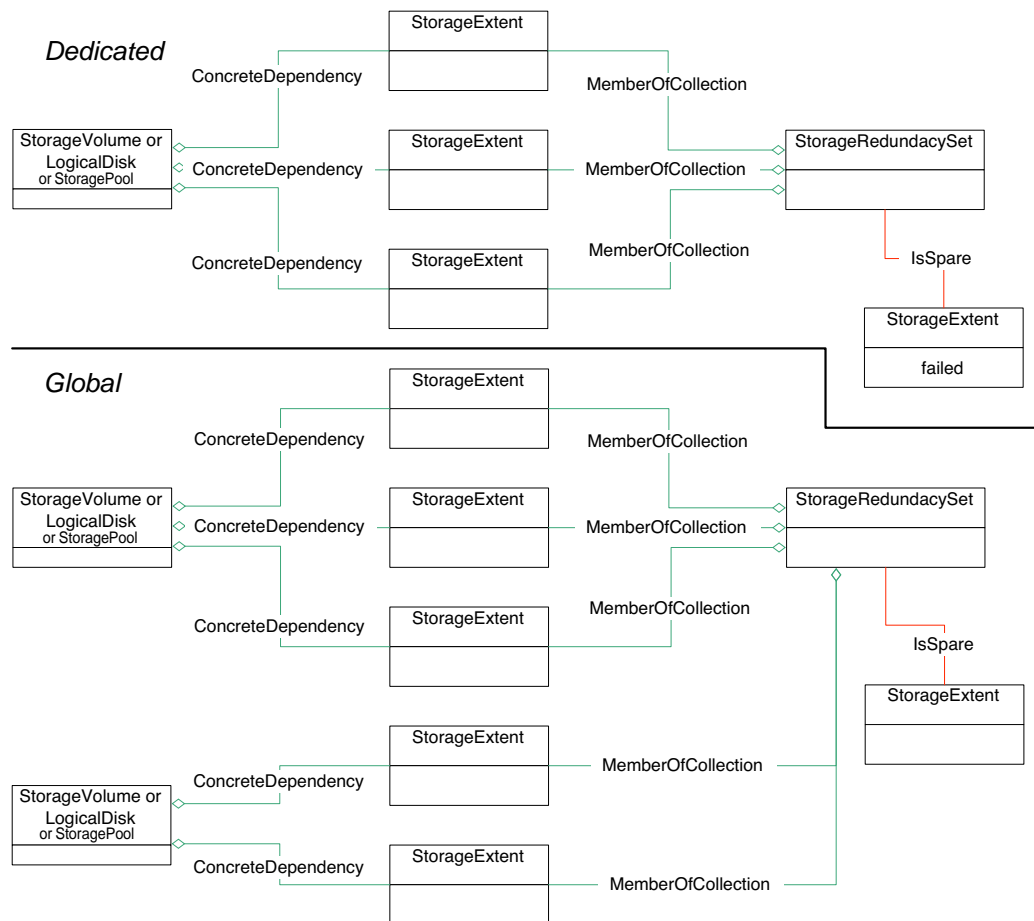 Dedicated
StorageExtent
ConcreteDependency
MemberOfCollection
StorageVolume or
LogicalDisk
or StoragePool
StorageExtent
StorageRedundacySet
ConcreteDependency
MemberOfCollection
StorageExtent
ConcreteDependency
MemberOfCollection
IsSpare
StorageExtent
failed
Global
StorageExtent
ConcreteDependency
MemberOfCollection
StorageVolume or
LogicalDisk
or StoragePool
StorageExtent
StorageRedundacySet
ConcreteDependency
MemberOfCollection
StorageExtent
ConcreteDependency
MemberOfCollection
IsSpare
StorageExtent
StorageExtent
ConcreteDependency
MemberOfCollection
StorageVolume or
LogicalDisk
or StoragePool
StorageExtent
ConcreteDependency
MemberOfCollection